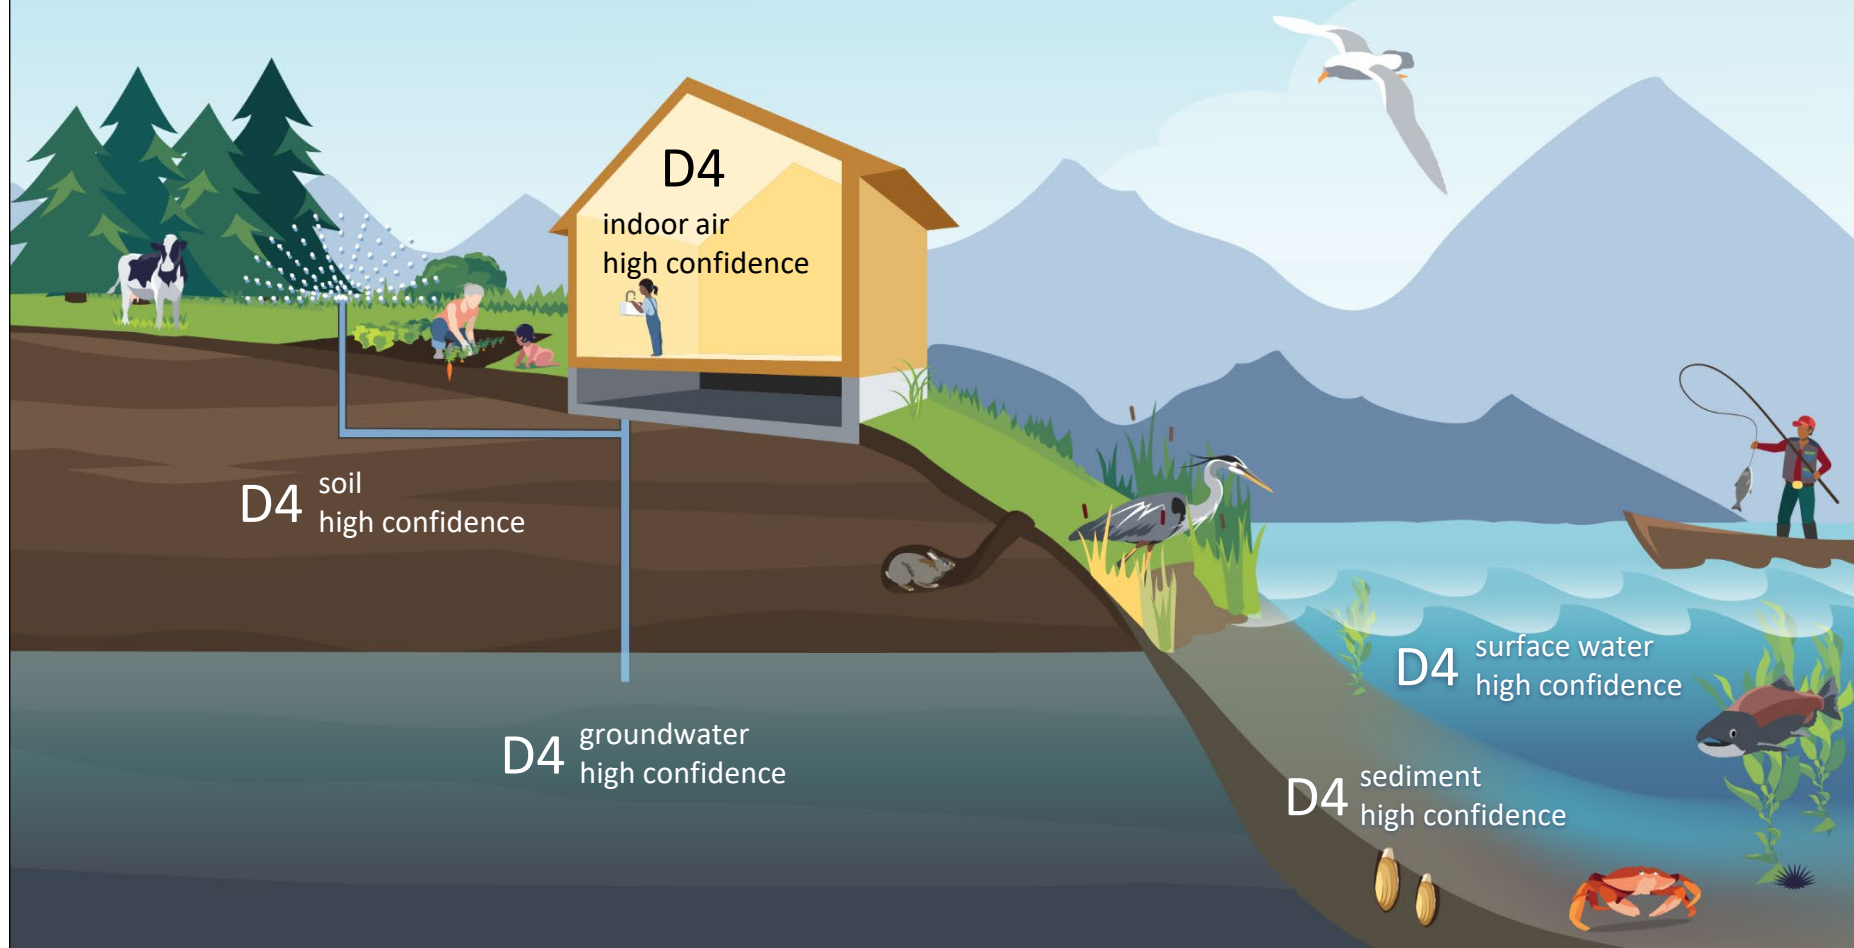 D4
indoor air
high confidence
D4
soil
high confidence
D4
surface water
high confidence
D4
groundwater
high confidence
D4
sediment
high confidence